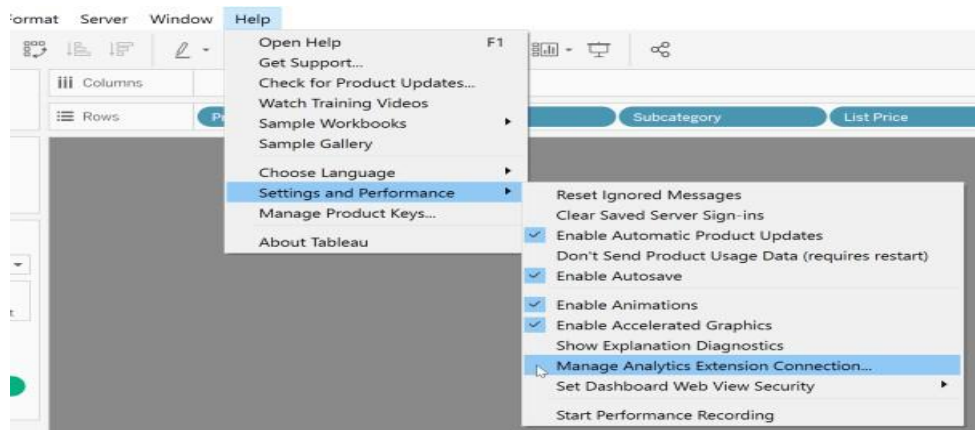 Format Server Window Help
Columns
Rows
Subcategory
List Price
Open Help F1
Get Support...
Check for Product Updates...
Watch Training Videos
Sample Workbooks
Sample Gallery
Choose Language
Settings and Performance
Manage Product Keys...
About Tableau
Reset Ignored Messages
Clear Saved Server Sign-ins
Enable Automatic Product Updates
Don't Send Product Usage Data (requires restart)
Enable Autosave
Enable Animations
Enable Accelerated Graphics
Show Explanation Diagnostics
Manage Analytics Extension Connection...
Set Dashboard Web View Security
Start Performance Recording